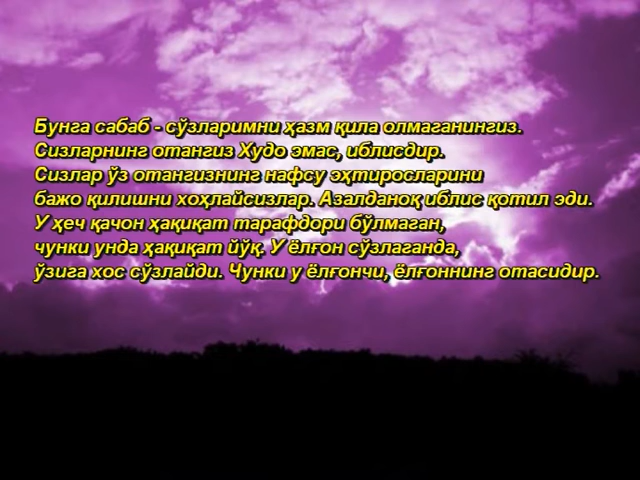 Бунга сабаб - сўзларимни ҳазм қила олмаганингиз.
Сизларнинг отангиз Худо эмас, иблисдир.
Сизлар ўз отангизнинг нафсу эҳтиросларини
бажо қилишни хоҳлайсизлар. Азалданоқ иблис қотил эди.
У ҳеч қачон ҳақиқат тарафдори бўлмаган,
чунки унда ҳақиқат йўқ. У ёлғон сўзлаганда,
ўзига хос сўзлайди. Чунки у ёлғончи, ёлғоннинг отасидир.